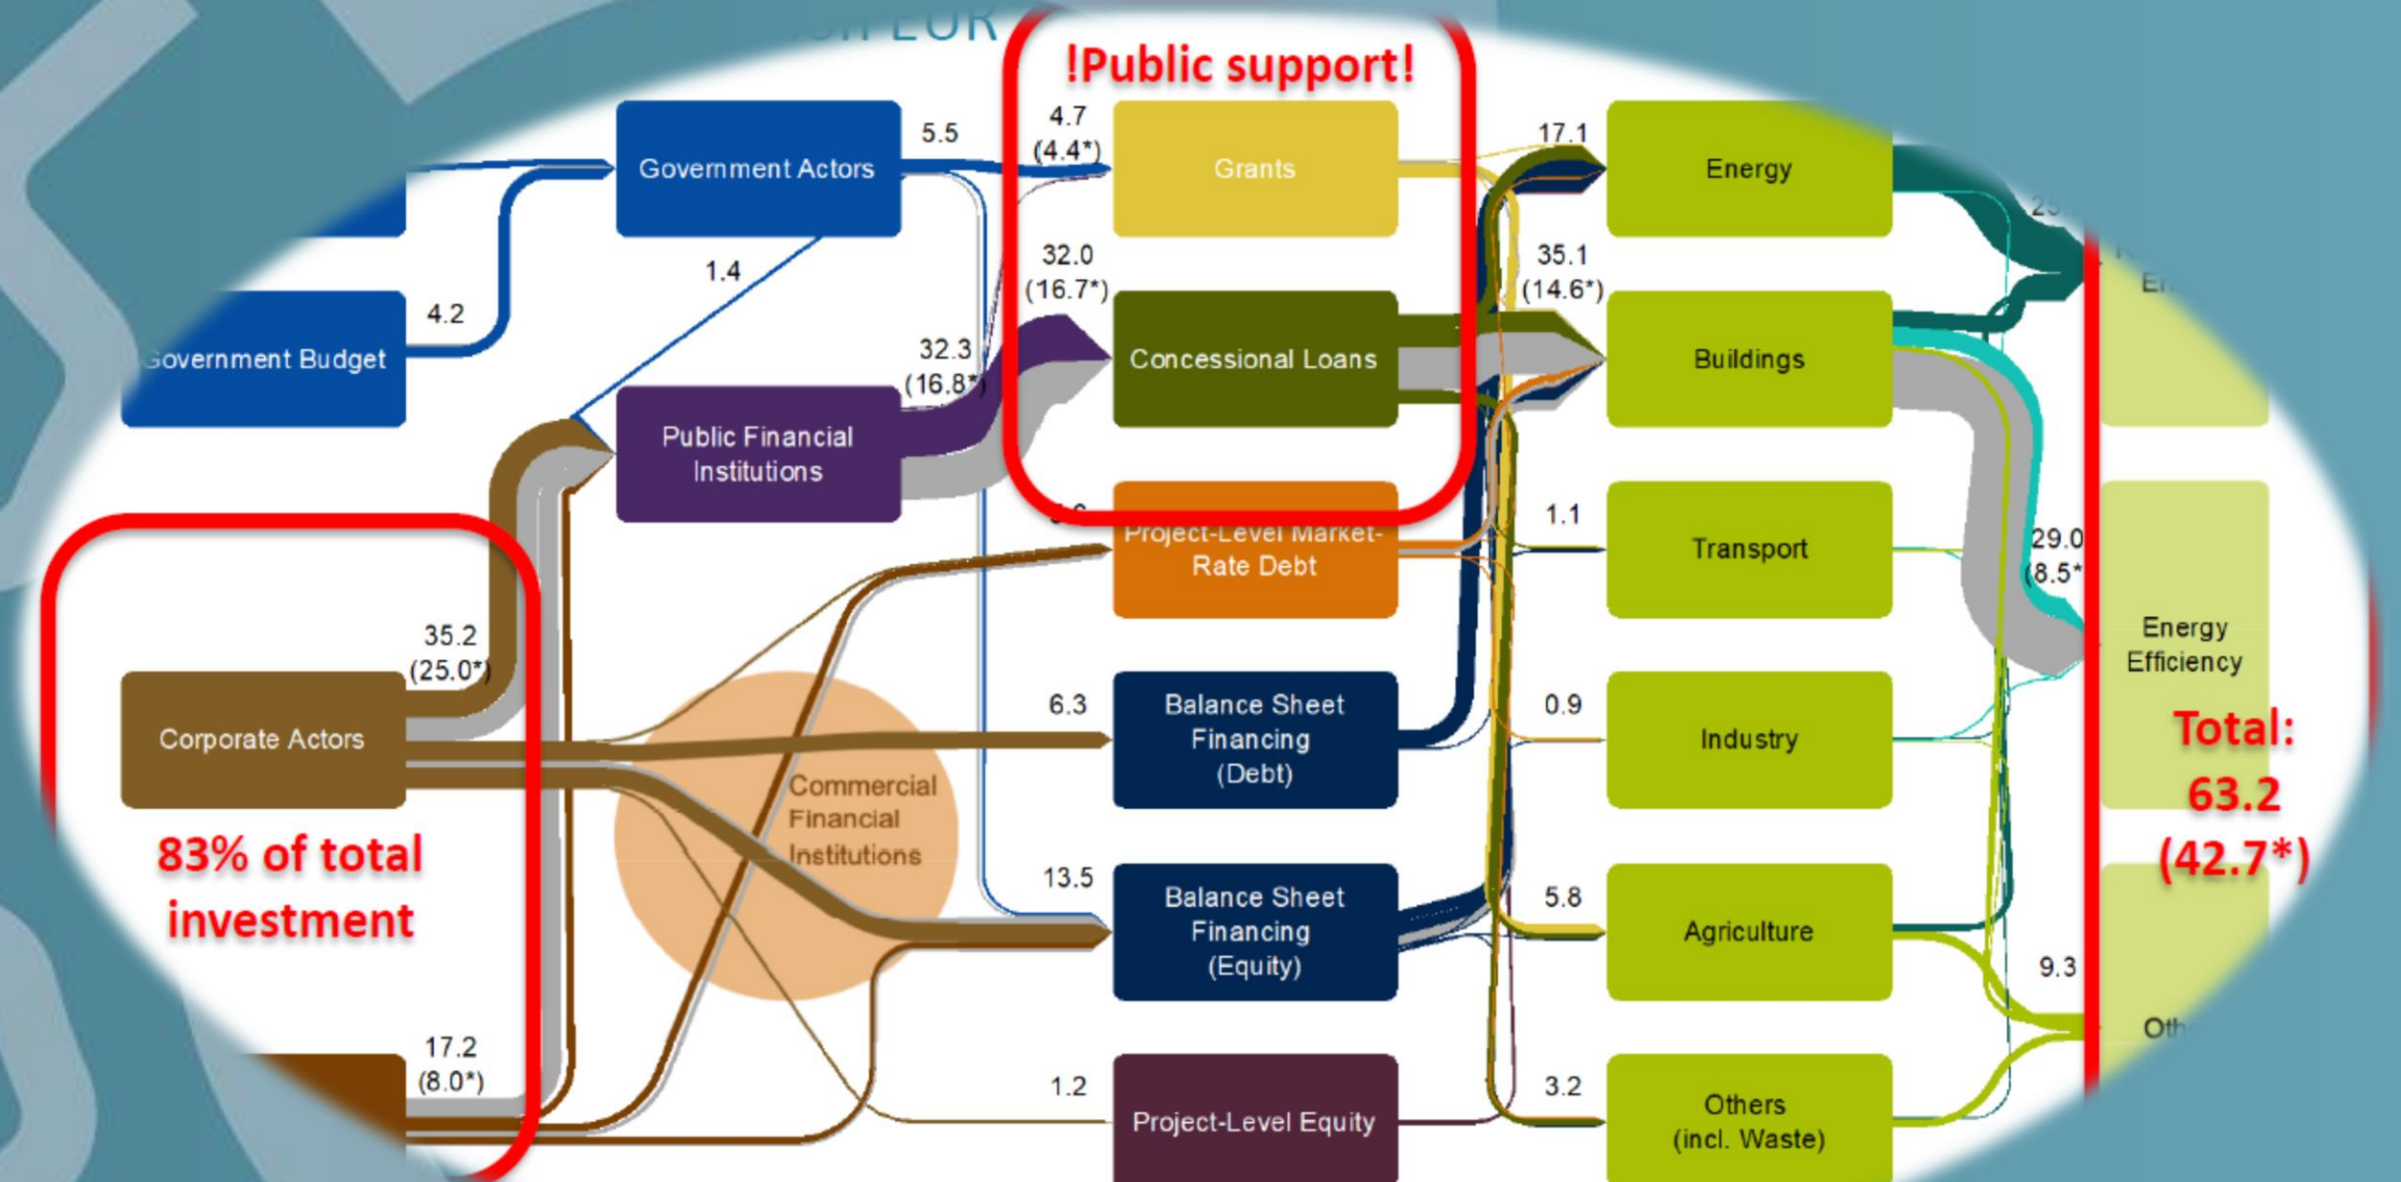 EUR
!Public support!
4.7
(4.4*)
5.5
17.1
Government Actors
Grants
Energy
32.0
(16.7*)
35.1
(14.6*)
1.4
4.2
Government Budget
32.3
(16.8*)
Concessional Loans
Buildings
Public Financial
Institutions
1.1
Project-Level Market-
Rate Debt
Transport
29.0
(8.5*
35.2
(25.0*)
Energy
Efficiency
Corporate Actors
6.3
Balance Sheet
Financing
(Debt)
0.9
Industry
Total:
63.2
(42.7*)
Commercial
Financial
Institutions
83% of total
investment
13.5
Balance Sheet
Financing
(Equity)
5.8
Agriculture
9.3
17.2
(8.0*)
1.2
Project-Level Equity
3.2
Others
(incl. Waste)